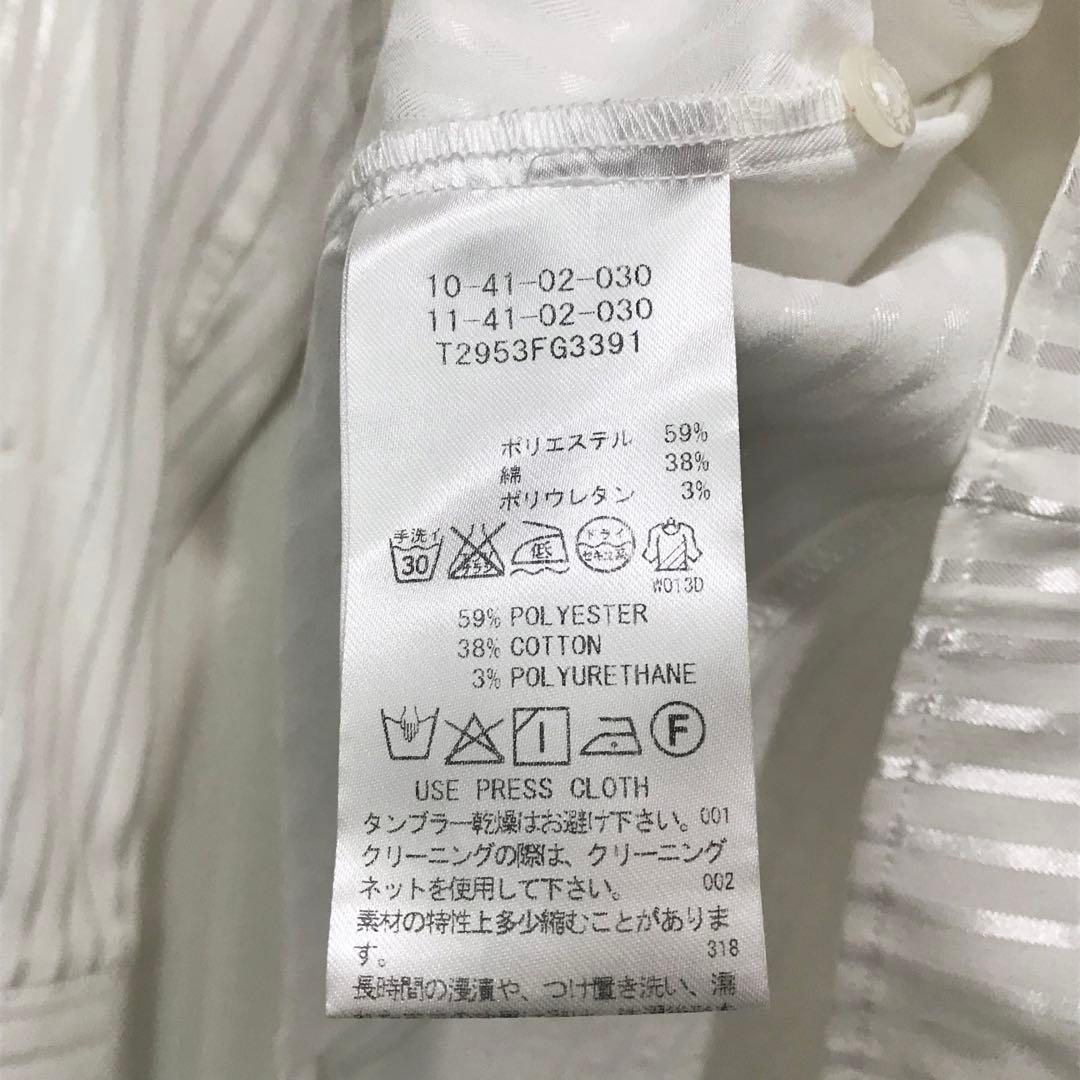 10-41-02-030
11-41-02-030
T2953FG3391
ポリエステル 59%
綿 38%
ポリウレタン 3%
手洗イ
30
低
ドライ
W013D
59% POLYESTER
38% COTTON
3% POLYURETHANE
F
USE PRESS CLOTH
タンブラー乾燥はお避け下さい。001
クリーニングの際は、クリーニング
ネットを使用して下さい。 002
素材の特性上多少縮むことがありま
す。 318
長時間の浸漬や、つけ置き洗い、濡